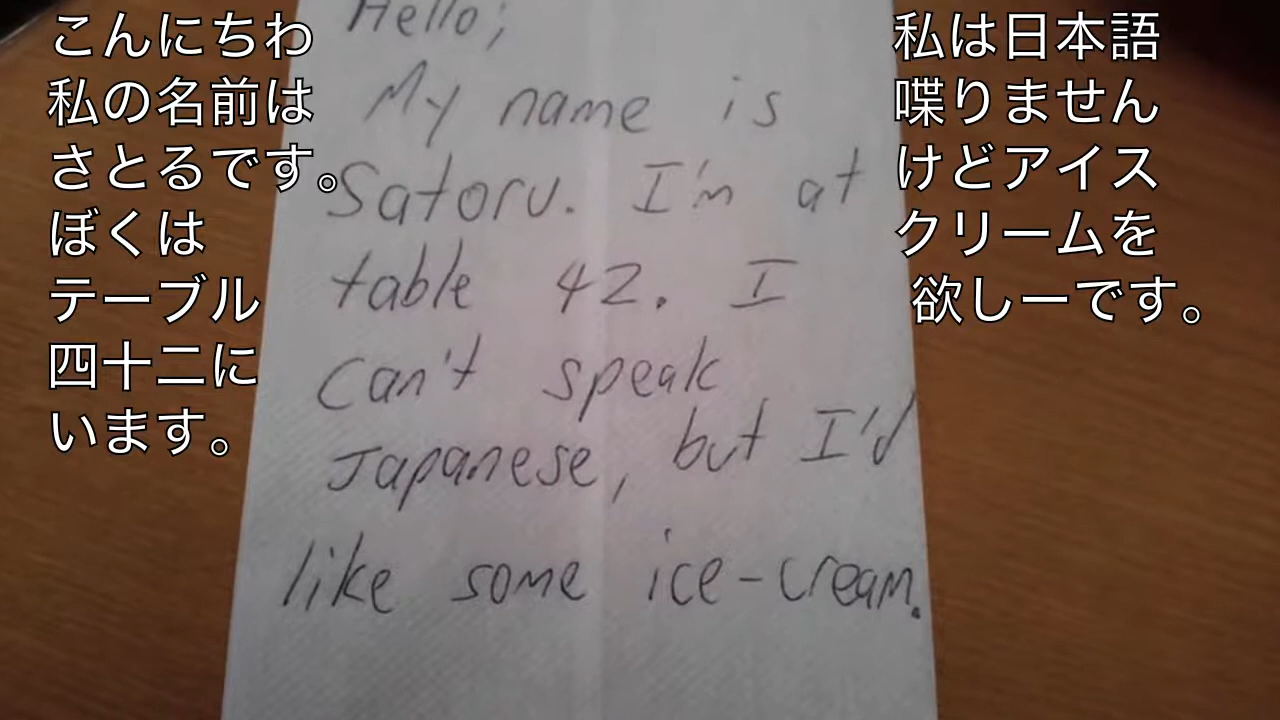 こんにちわ
私の名前は
さとるです。
ぼくは
テーブル
四十二に
います。
Hello;
My name is
Satoru. I'm at
table 42. I
can't speak
Japanese, but I'd
like some ice-cream.
私は日本語
喋りません
けどアイス
クリームを
欲しーです。